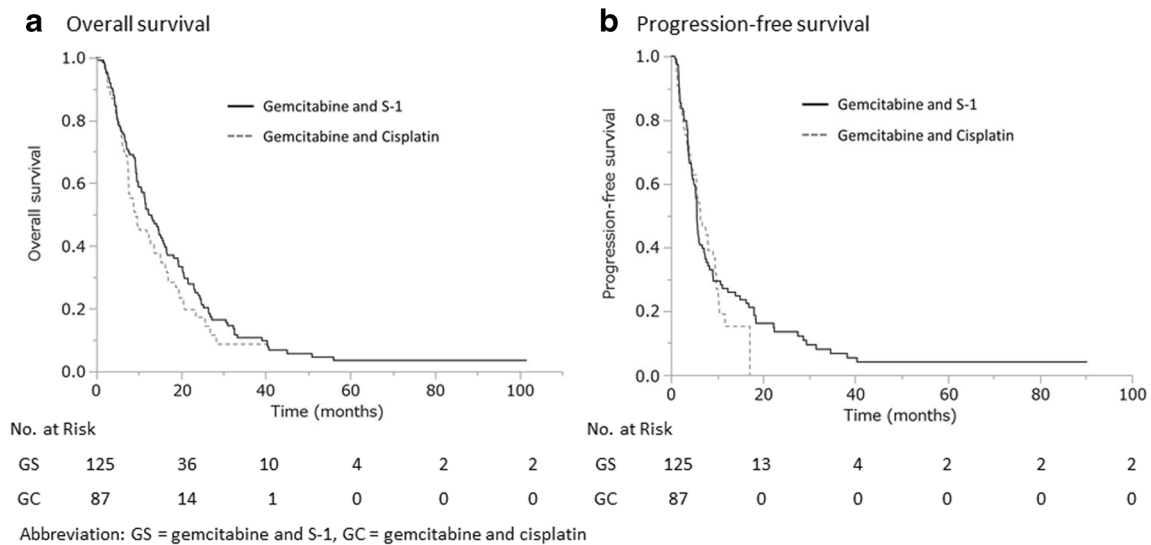 a Overall survival
1.0
0.8
0.6
0.4
0.2
0.0
Overall survival
Gemcitabine and S-1
Gemcitabine and Cisplatin
0 20 40 60 80 100
Time (months)
No. at Risk
GS 125 36 10 4 2 2
GC 87 14 1 0 0 0
b Progression-free survival
1.0
0.8
0.6
0.4
0.2
0.0
Progression-free survival
Gemcitabine and S-1
Gemcitabine and Cisplatin
0 20 40 60 80 100
Time (months)
No. at Risk
GS 125 13 4 2 2 2
GC 87 0 0 0 0 0
Abbreviation: GS = gemcitabine and S-1, GC = gemcitabine and cisplatin